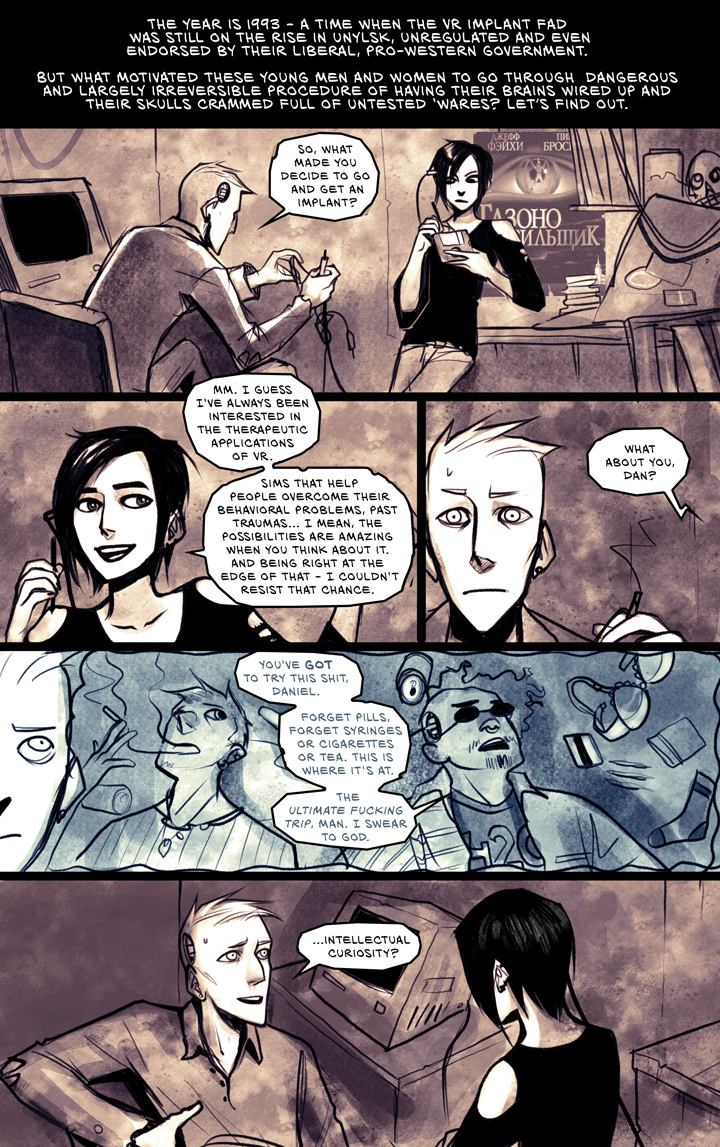 THE YEAR IS 1993 - A TIME WHEN THE VR IMPLANT FAD
WAS STILL ON THE RISE IN UNYLSK, UNREGULATED AND EVEN
ENDORSED BY THEIR LIBERAL, PRO-WESTERN GOVERNMENT.
BUT WHAT MOTIVATED THESE YOUNG MEN AND WOMEN TO GO THROUGH DANGEROUS
AND LARGELY IRREVERSIBLE PROCEDURE OF HAVING THEIR BRAINS WIRED UP AND
THEIR SKULLS CRAMMED FULL OF UNTESTED 'WARES? LET'S FIND OUT.
SO, WHAT
MADE YOU
DECIDE TO GO
AND GET AN
IMPLANT?
ДЖЕФФ
ФЭЙХИ
ПИ
БРОС
ГАЗОНО
ИЛЬЩИК
MM. I GUESS
I'VE ALWAYS BEEN
INTERESTED IN
THE THERAPEUTIC
APPLICATIONS
OF VR.
SIMS THAT HELP
PEOPLE OVERCOME THEIR
BEHAVIORAL PROBLEMS, PAST
TRAUMAS... I MEAN, THE
POSSIBILITIES ARE AMAZING
WHEN YOU THINK ABOUT IT.
AND BEING RIGHT AT THE
EDGE OF THAT - I COULDN'T
RESIST THAT CHANCE.
WHAT
ABOUT YOU,
DAN?
YOU'VE GOT
TO TRY THIS SHIT,
DANIEL.
FORGET PILLS,
FORGET SYRINGES
OR CIGARETTES
OR TEA. THIS IS
WHERE IT'S AT.
THE
ULTIMATE FUCKING
TRIP, MAN. I SWEAR
TO GOD.
...INTELLECTUAL
CURIOSITY?